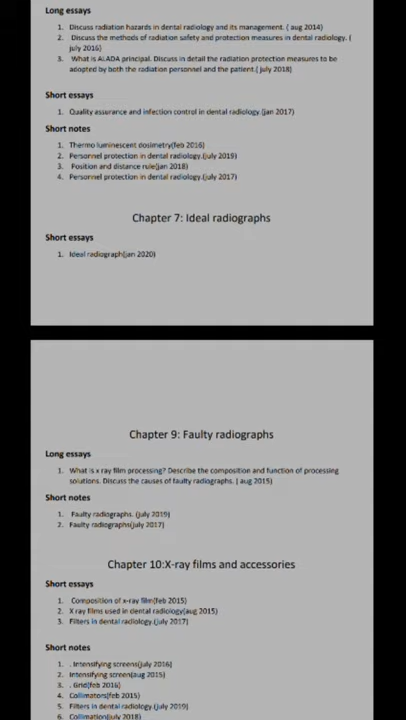 Long essays
1. Discuss radiation hazards in dental radiology and its management. ( aug 2014)
2. Discuss the methods of radiation safety and protection measures in dental radiology. (
july 2016)
3. What is ALADA principal. Discuss in detail the radiation protection measures to be
adopted by both the radiation personnel and the patient.( july 2018)
Short essays
1. Quality assurance and infection control in dental radiology.(jan 2017)
Short notes
1. Thermo luminescent dosimetry(feb 2016)
2. Personnel protection in dental radiology.(july 2019)
3. Position and distance rule(jan 2018)
4. Personnel protection in dental radiology.(july 2017)
Chapter 7: Ideal radiographs
Short essays
1. Ideal radiograph(jan 2020)
Chapter 9: Faulty radiographs
Long essays
1. What is x ray film processing? Describe the composition and function of processing
solutions. Discuss the causes of faulty radiographs. ( aug 2015)
Short notes
1. Faulty radiographs. (july 2019)
2. Faulty radiographs(july 2017)
Chapter 10:X-ray films and accessories
Short essays
1. Composition of x-ray film(feb 2015)
2. X ray films used in dental radiology(aug 2015)
3. Filters in dental radiology.(july 2017)
Short notes
1. . Intensifying screens(july 2016)
2. Intensifying screen(aug 2015)
3. . Grid(feb 2016)
4. Collimators(feb 2015)
5. Filters in dental radiology.(july 2019)
6. Collimation(july 2018)